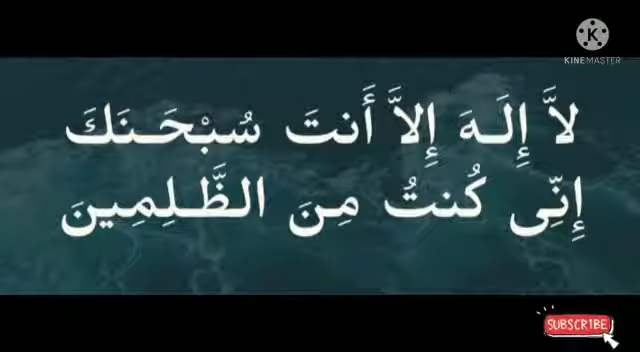 KINEMASTER
لاَّ إِلَـهَ إِلاَّ أَنتَ سُبْحَـنَكَ
إِنِّى كُنتُ مِنَ الظَّـلِمِينَ
SUBSCRIBE